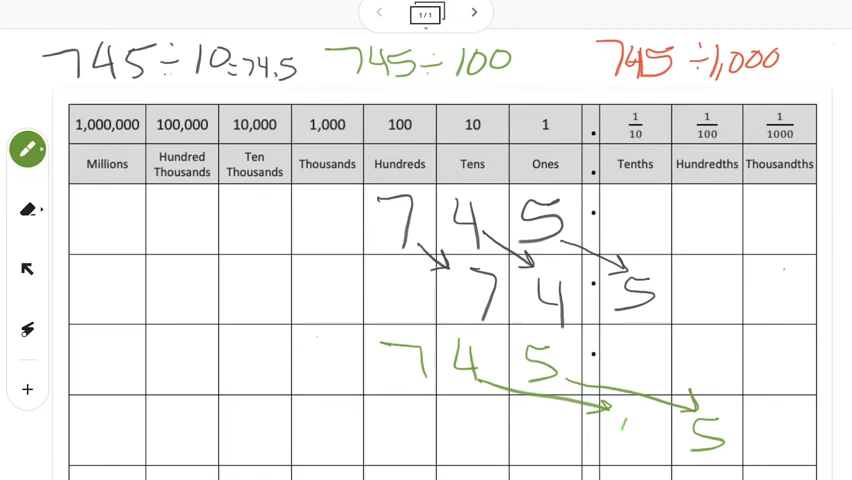 1/1
745 ÷ 10 = 74.5 745 ÷ 100 745 ÷ 1,000
1,000,000 100,000 10,000 1,000 100 10 1 . 1/10 1/100 1/1000
Millions Hundred Thousands Ten Thousands Thousands Hundreds Tens Ones . Tenths Hundredths Thousandths
7 4 5 .
7 4 . 5
7 4 5 .
5